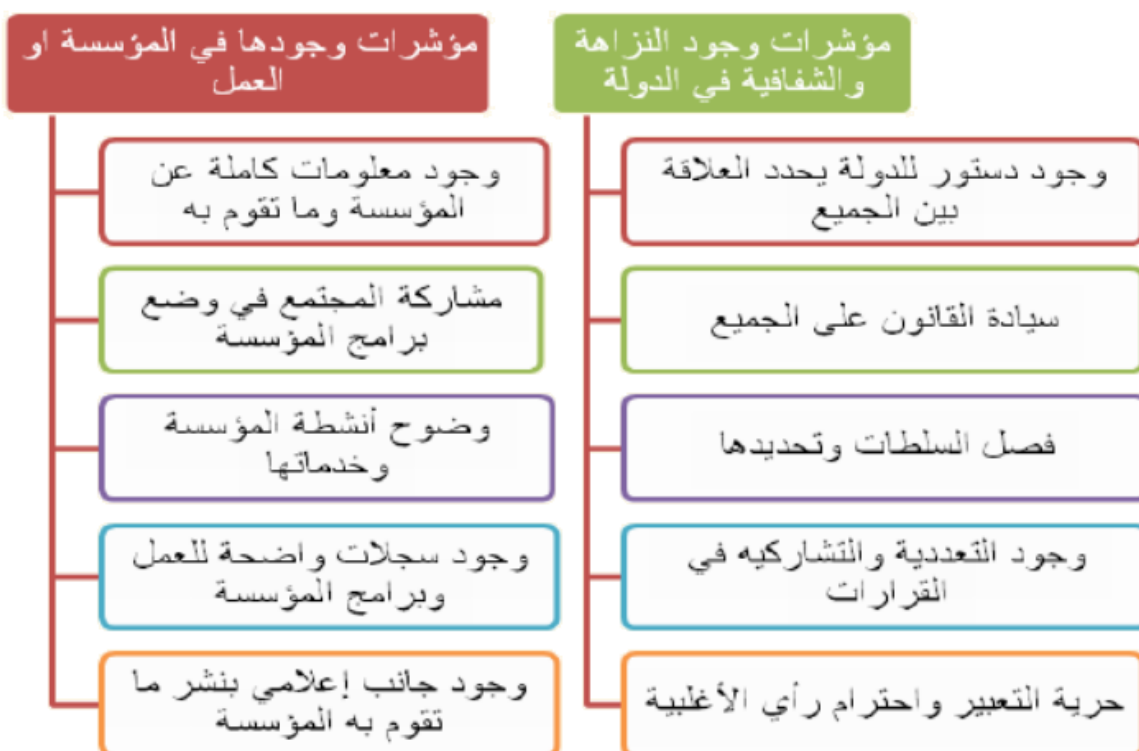 مؤشرات وجود النزاهة
والشفافية في الدولة
وجود دستور للدولة يحدد العلاقة
بين الجميع
سيادة القانون على الجميع
فصل السلطات وتحديدها
وجود التعددية والتشاركيه في
القرارات
حرية التعبير واحترام رأي الأغلبية
مؤشرات وجودها في المؤسسة او
العمل
وجود معلومات كاملة عن
المؤسسة وما تقوم به
مشاركة المجتمع في وضع
برامج المؤسسة
وضوح أنشطة المؤسسة
وخدماتها
وجود سجلات واضحة للعمل
وبرامج المؤسسة
وجود جانب إعلامي بنشر ما
تقوم به المؤسسة